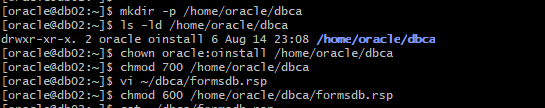 [oracle@db02:~]$ mkdir -p /home/oracle/dbca
[oracle@db02:~]$ ls -ld /home/oracle/dbca
drwxr-xr-x. 2 oracle oinstall 6 Aug 14 23:08 /home/oracle/dbca
[oracle@db02:~]$ chown oracle:oinstall /home/oracle/dbca
[oracle@db02:~]$ chmod 700 /home/oracle/dbca
[oracle@db02:~]$ vi ~/dbca/formsdb.rsp
[oracle@db02:~]$ chmod 600 /home/oracle/dbca/formsdb.rsp